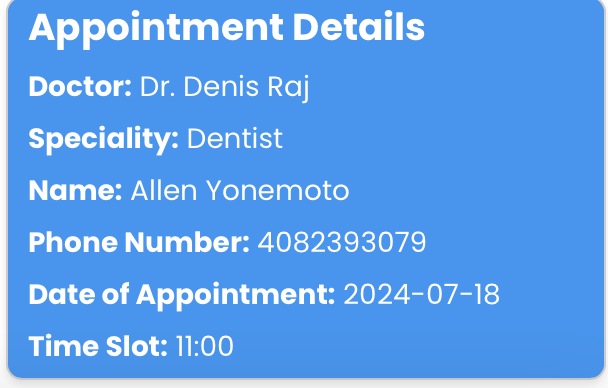 Appointment Details
Doctor: Dr. Denis Raj
Speciality: Dentist
Name: Allen Yonemoto
Phone Number: 4082393079
Date of Appointment: 2024-07-18
Time Slot: 11:00